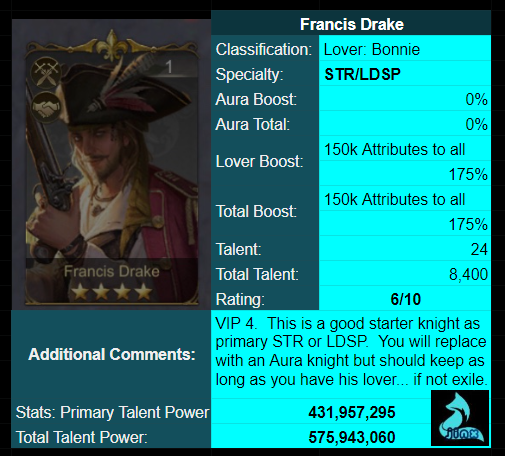 Francis Drake
1
Francis Drake
Classification: Lover: Bonnie
Specialty: STR/LDSP
Aura Boost: 0%
Aura Total: 0%
Lover Boost: 150k Attributes to all
175%
Total Boost: 150k Attributes to all
175%
Talent: 24
Total Talent: 8,400
Rating: 6/10
Additional Comments:
VIP 4. This is a good starter knight as
primary STR or LDSP. You will replace
with an Aura knight but should keep as
long as you have his lover... if not exile.
Stats: Primary Talent Power 431,957,295
Total Talent Power: 575,943,060